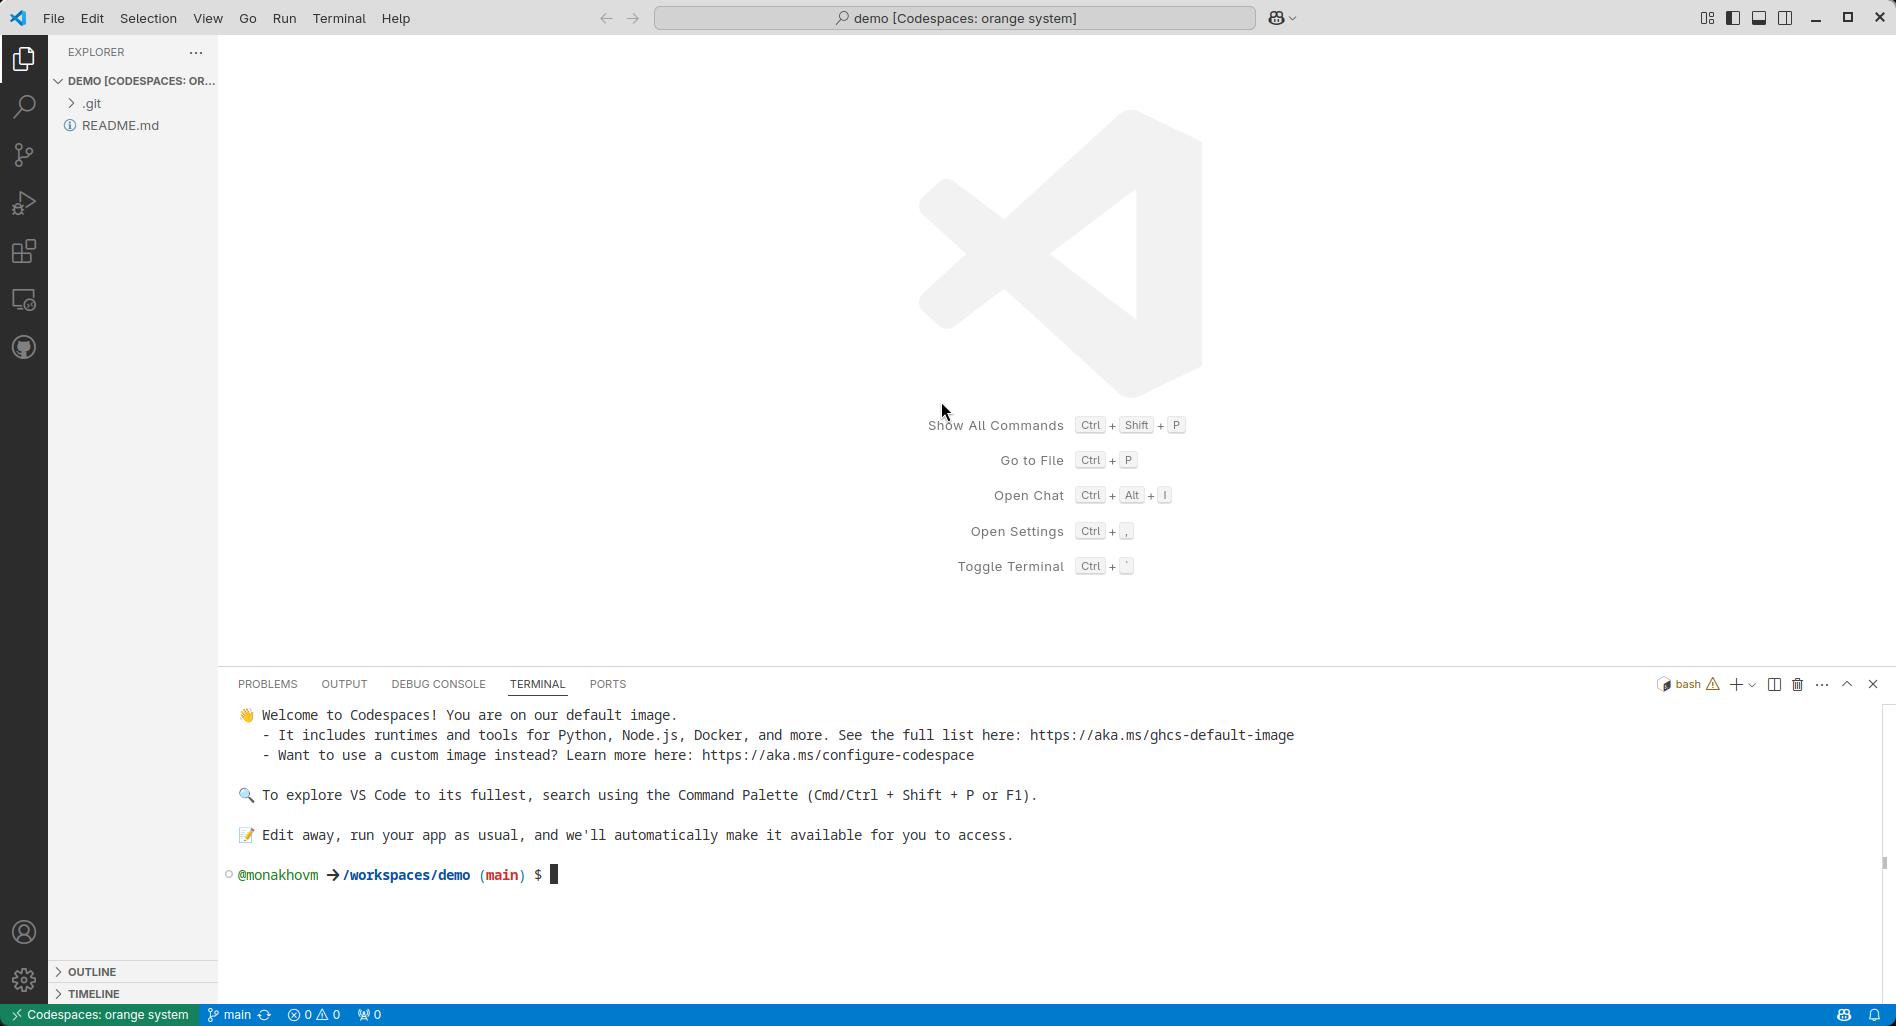 File Edit Selection View Go Run Terminal Help
demo [Codespaces: orange system]
EXPLORER
DEMO [CODESPACES: OR...
.git
README.md
Show All Commands Ctrl + Shift + P
Go to File Ctrl + P
Open Chat Ctrl + Alt + I
Open Settings Ctrl + ,
Toggle Terminal Ctrl + `
PROBLEMS OUTPUT DEBUG CONSOLE TERMINAL PORTS
bash
👋 Welcome to Codespaces! You are on our default image.
- It includes runtimes and tools for Python, Node.js, Docker, and more. See the full list here: https://aka.ms/ghcs-default-image
- Want to use a custom image instead? Learn more here: https://aka.ms/configure-codespace
🔍 To explore VS Code to its fullest, search using the Command Palette (Cmd/Ctrl + Shift + P or F1).
📝 Edit away, run your app as usual, and we'll automatically make it available for you to access.
@monakhovm → /workspaces/demo (main) $
OUTLINE
TIMELINE
Codespaces: orange system main 0 0 0